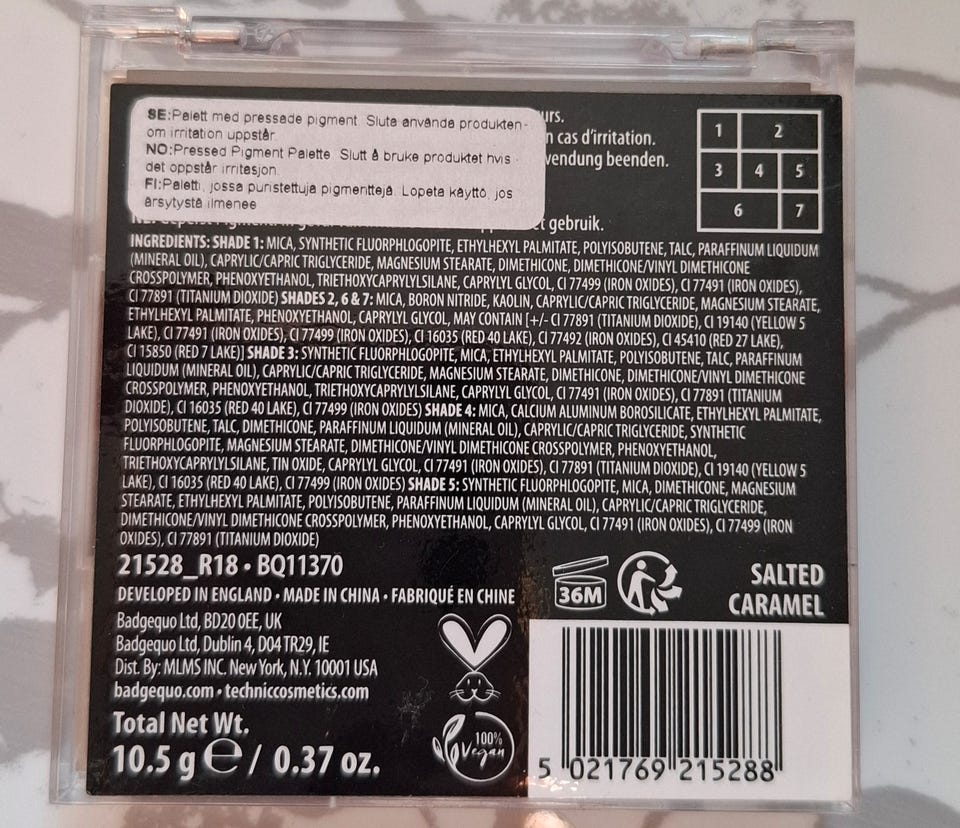 SE:Palett med pressade pigment. Sluta använda produkten
om irritation uppstår.
NO:Pressed Pigment Palette. Slutt å bruke produktet hvis
det oppstår irritasjon.
FI:Paletti, jossa puristettuja pigmenttejä. Lopeta käyttö, jos
ärsytystä ilmenee
urs.
n cas d'irritation.
wendung beenden.
et gebruik.
1 2
3 4 5
6 7
INGREDIENTS: SHADE 1: MICA, SYNTHETIC FLUORPHLOGOPITE, ETHYLHEXYL PALMITATE, POLYISOBUTENE, TALC, PARAFFINUM LIQUIDUM
(MINERAL OIL), CAPRYLIC/CAPRIC TRIGLYCERIDE, MAGNESIUM STEARATE, DIMETHICONE, DIMETHICONE/VINYL DIMETHICONE
CROSSPOLYMER, PHENOXYETHANOL, TRIETHOXYCAPRYLYLSILANE, CAPRYLYL GLYCOL, CI 77499 (IRON OXIDES), CI 77491 (IRON OXIDES),
CI 77891 (TITANIUM DIOXIDE) SHADES 2, 6 & 7: MICA, BORON NITRIDE, KAOLIN, CAPRYLIC/CAPRIC TRIGLYCERIDE, MAGNESIUM STEARATE,
ETHYLHEXYL PALMITATE, PHENOXYETHANOL, CAPRYLYL GLYCOL, MAY CONTAIN [+/- CI 77891 (TITANIUM DIOXIDE), CI 19140 (YELLOW 5
LAKE), CI 77491 (IRON OXIDES), CI 77499 (IRON OXIDES), CI 16035 (RED 40 LAKE), CI 77492 (IRON OXIDES), CI 45410 (RED 27 LAKE),
CI 15850 (RED 7 LAKE)] SHADE 3: SYNTHETIC FLUORPHLOGOPITE, MICA, ETHYLHEXYL PALMITATE, POLYISOBUTENE, TALC, PARAFFINUM
LIQUIDUM (MINERAL OIL), CAPRYLIC/CAPRIC TRIGLYCERIDE, MAGNESIUM STEARATE, DIMETHICONE, DIMETHICONE/VINYL DIMETHICONE
CROSSPOLYMER, PHENOXYETHANOL, TRIETHOXYCAPRYLYLSILANE, CAPRYLYL GLYCOL, CI 77491 (IRON OXIDES), CI 77891 (TITANIUM
DIOXIDE), CI 16035 (RED 40 LAKE), CI 77499 (IRON OXIDES) SHADE 4: MICA, CALCIUM ALUMINUM BOROSILICATE, ETHYLHEXYL PALMITATE,
POLYISOBUTENE, TALC, DIMETHICONE, PARAFFINUM LIQUIDUM (MINERAL OIL), CAPRYLIC/CAPRIC TRIGLYCERIDE, SYNTHETIC
FLUORPHLOGOPITE, MAGNESIUM STEARATE, DIMETHICONE/VINYL DIMETHICONE CROSSPOLYMER, PHENOXYETHANOL,
TRIETHOXYCAPRYLYLSILANE, TIN OXIDE, CAPRYLYL GLYCOL, CI 77491 (IRON OXIDES), CI 77891 (TITANIUM DIOXIDE), CI 19140 (YELLOW 5
LAKE), CI 16035 (RED 40 LAKE), CI 77499 (IRON OXIDES) SHADE 5: SYNTHETIC FLUORPHLOGOPITE, MICA, DIMETHICONE, MAGNESIUM
STEARATE, ETHYLHEXYL PALMITATE, POLYISOBUTENE, PARAFFINUM LIQUIDUM (MINERAL OIL), CAPRYLIC/CAPRIC TRIGLYCERIDE,
DIMETHICONE/VINYL DIMETHICONE CROSSPOLYMER, PHENOXYETHANOL, CAPRYLYL GLYCOL, CI 77491 (IRON OXIDES), CI 77499 (IRON
OXIDES), CI 77891 (TITANIUM DIOXIDE)
21528_R18 • BQ11370
DEVELOPED IN ENGLAND • MADE IN CHINA • FABRIQUÉ EN CHINE
Badgequo Ltd, BD20 0EE, UK
Badgequo Ltd, Dublin 4, D04 TR29, IE
Dist. By: MLMS INC. New York, N.Y. 10001 USA
badgequo.com • techniccosmetics.com
Total Net Wt.
10.5 g ℮ / 0.37 oz.
100%
Vegan
36M
SALTED
CARAMEL
5 021769 215288